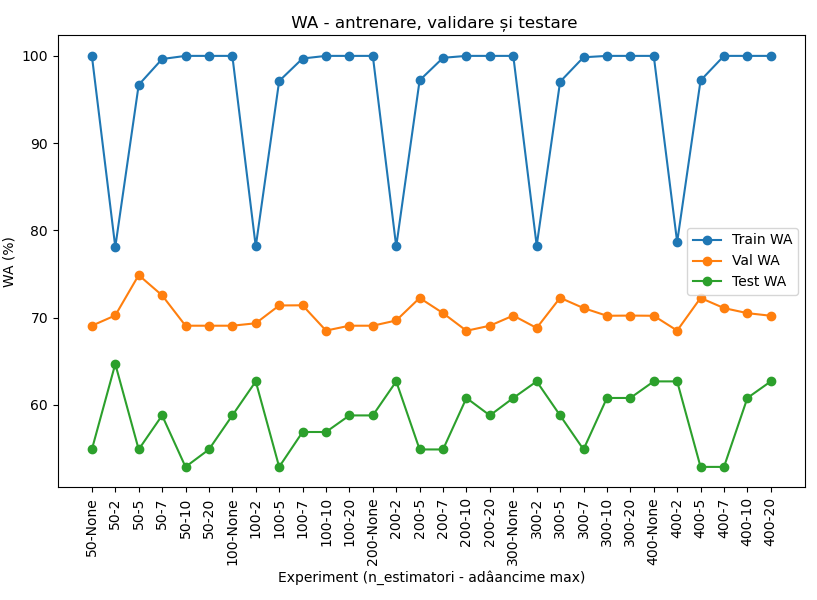 WA - antrenare, validare și testare
WA (%)
100
90
80
70
60
Train WA
Val WA
Test WA
50-None
50-2
50-5
50-7
50-10
50-20
100-None
100-2
100-5
100-7
100-10
100-20
200-None
200-2
200-5
200-7
200-10
200-20
300-None
300-2
300-5
300-7
300-10
300-20
400-None
400-2
400-5
400-7
400-10
400-20
Experiment (n_estimatori - adâancime max)